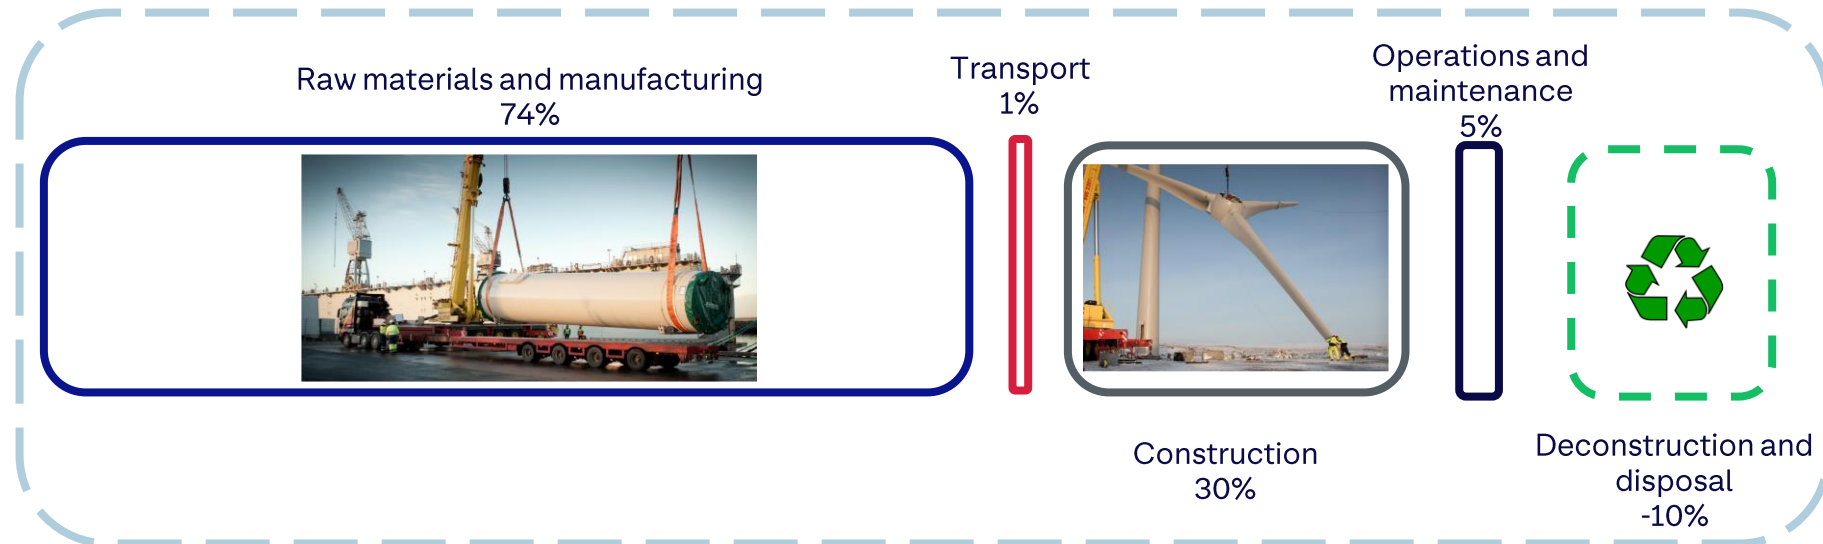 Raw materials and manufacturing
74%
Transport
1%
Construction
30%
Operations and
maintenance
5%
Deconstruction and
disposal
-10%